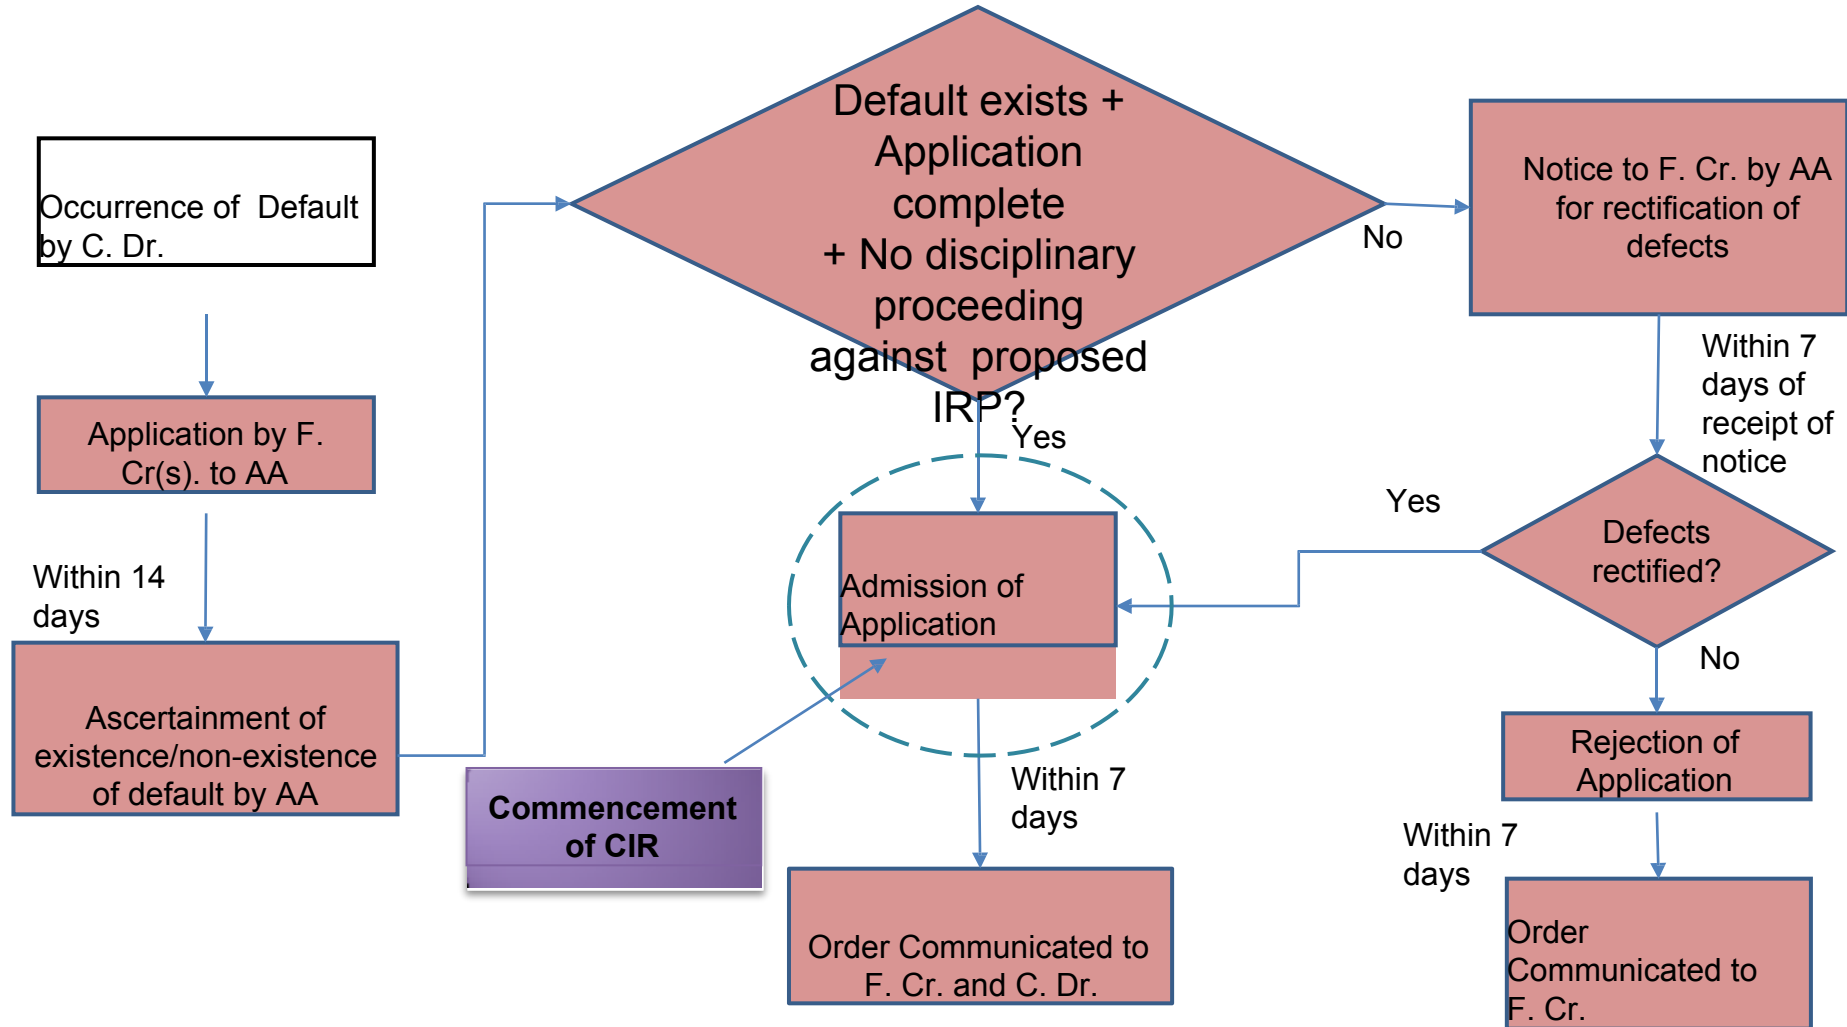 Occurrence of Default
by C. Dr.
Application by F.
Cr(s). to AA
Within 14
days
Ascertainment of
existence/non-existence
of default by AA
Default exists +
Application
complete
+ No disciplinary
proceeding
against proposed
IRP?
No
Yes
Notice to F. Cr. by AA
for rectification of
defects
Within 7
days of
receipt of
notice
Defects
rectified?
Yes
No
Admission of
Application
Commencement
of CIR
Within 7
days
Order Communicated to
F. Cr. and C. Dr.
Rejection of
Application
Within 7
days
Order
Communicated to
F. Cr.